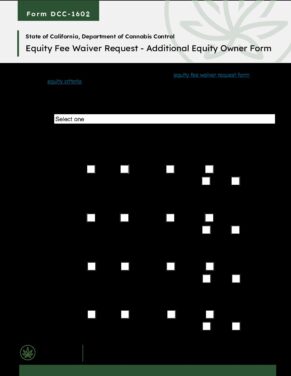 Form DCC-1602
State of California, Department of Cannabis Control
Equity Fee Waiver Request - Additional Equity Owner Form
equity fee waiver request form
equity criteria
Select one